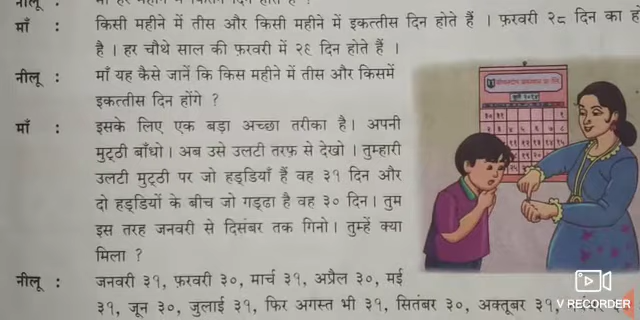 माँ : किसी महीने में तीस और किसी महीने में इकत्तीस दिन होते हैं । फ़रवरी २८ दिन का
है । हर चौथे साल की फ़रवरी में २९ दिन होते हैं ।
नीलू : माँ यह कैसे जानें कि किस महीने में तीस और किसमें
इकत्तीस दिन होंगे ?
माँ : इसके लिए एक बड़ा अच्छा तरीका है। अपनी
मुट्ठी बाँधो। अब उसे उलटी तरफ़ से देखो । तुम्हारी
उलटी मुट्ठी पर जो हड्डियाँ हैं वह ३१ दिन और
दो हड्डियों के बीच जो गड्ढा है वह ३० दिन। तुम
इस तरह जनवरी से दिसंबर तक गिनो। तुम्हें क्या
मिला ?
नीलू : जनवरी ३१, फ़रवरी ३०, मार्च ३१, अप्रैल ३०, मई
३१, जून ३०, जुलाई ३१, फिर अगस्त भी ३१, सितंबर ३०, अक्तूबर ३१,
V RECORDER